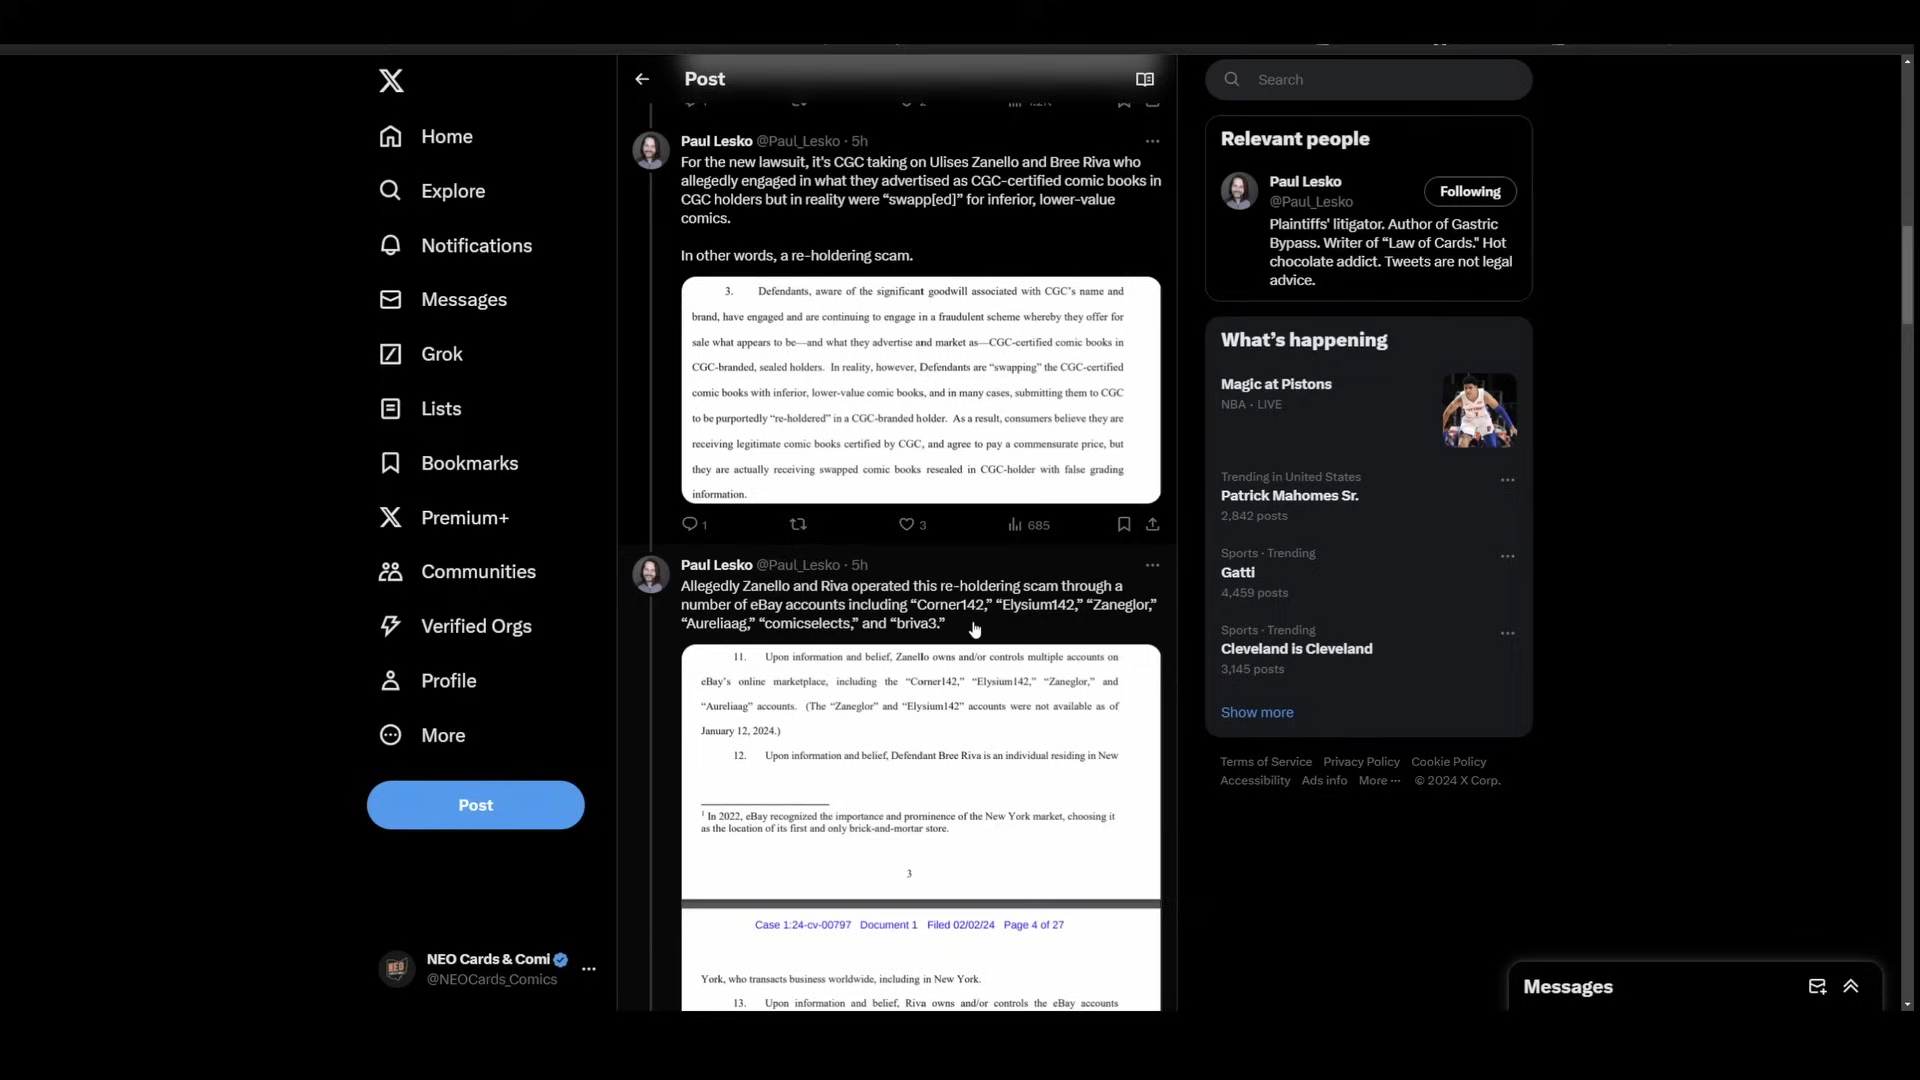 Home
Explore
Notifications
Messages
Grok
Lists
Bookmarks
Premium+
Communities
Verified Orgs
Profile
More
Post
NEO Cards & Comi
@NEOCards_Comics
Post
Paul Lesko @Paul_Lesko · 5h
For the new lawsuit, it's CGC taking on Ulises Zanello and Bree Riva who
allegedly engaged in what they advertised as CGC-certified comic books in
CGC holders but in reality were “swapp[ed]” for inferior, lower-value
comics.
In other words, a re-holdering scam.
3. Defendants, aware of the significant goodwill associated with CGC’s name and
brand, have engaged and are continuing to engage in a fraudulent scheme whereby they offer for
sale what appears to be—and what they advertise and market as—CGC-certified comic books in
CGC-branded, sealed holders. In reality, however, Defendants are “swapping” the CGC-certified
comic books with inferior, lower-value comic books, and in many cases, submitting them to CGC
to be purportedly “re-holdered” in a CGC-branded holder. As a result, consumers believe they are
receiving legitimate comic books certified by CGC, and agree to pay a commensurate price, but
they are actually receiving swapped comic books resealed in CGC-holder with false grading
information.
1 3 685
Paul Lesko @Paul_Lesko · 5h
Allegedly Zanello and Riva operated this re-holdering scam through a
number of eBay accounts including “Corner142,” “Elysium142,” “Zaneglor,”
“Aureliaag,” “comicselects,” and “briva3.”
11. Upon information and belief, Zanello owns and/or controls multiple accounts on
eBay’s online marketplace, including the “Corner142,” “Elysium142,” “Zaneglor,” and
“Aureliaag” accounts. (The “Zaneglor” and “Elysium142” accounts were not available as of
January 12, 2024.)
12. Upon information and belief, Defendant Bree Riva is an individual residing in New
1 In 2022, eBay recognized the importance and prominence of the New York market, choosing it
as the location of its first and only brick-and-mortar store.
3
Case 1:24-cv-00797 Document 1 Filed 02/02/24 Page 4 of 27
York, who transacts business worldwide, including in New York.
13. Upon information and belief, Riva owns and/or controls the eBay accounts
Search
Relevant people
Paul Lesko
@Paul_Lesko
Following
Plaintiffs' litigator. Author of Gastric
Bypass. Writer of “Law of Cards.” Hot
chocolate addict. Tweets are not legal
advice.
What’s happening
Magic at Pistons
NBA · LIVE
Trending in United States
Patrick Mahomes Sr.
2,842 posts
Sports · Trending
Gatti
4,459 posts
Sports · Trending
Cleveland is Cleveland
3,145 posts
Show more
Terms of Service Privacy Policy Cookie Policy
Accessibility Ads info More ··· © 2024 X Corp.
Messages